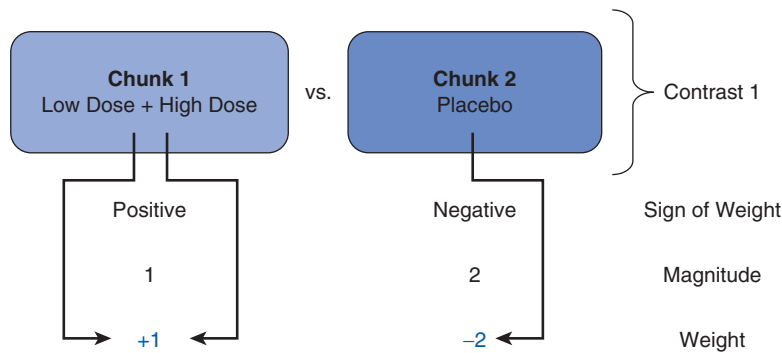 Chunk 1
Low Dose + High Dose
vs.
Chunk 2
Placebo
Contrast 1
Positive
Negative
Sign of Weight
1
2
Magnitude
+1
–2
Weight